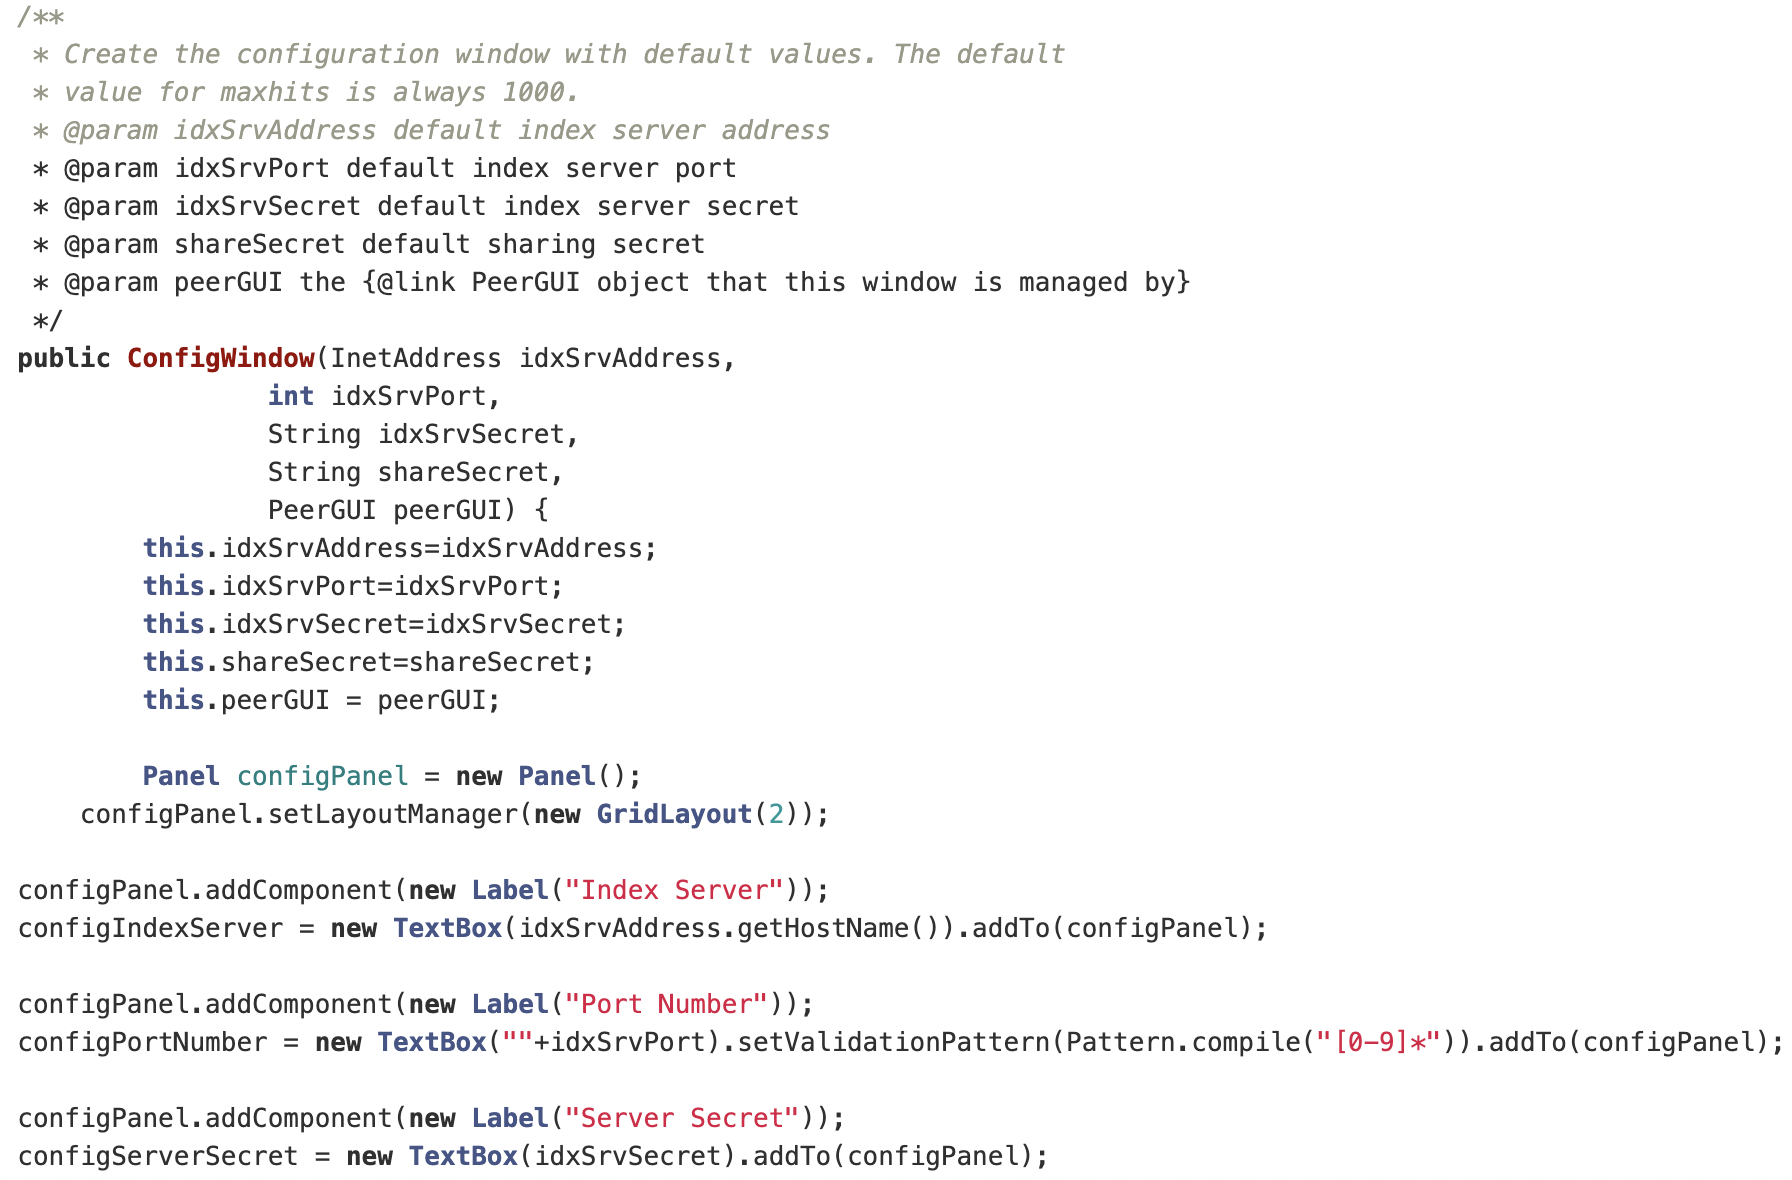 /**
 * Create the configuration window with default values. The default
 * value for maxhits is always 1000.
 * @param idxSrvAddress default index server address
 * @param idxSrvPort default index server port
 * @param idxSrvSecret default index server secret
 * @param shareSecret default sharing secret
 * @param peerGUI the {@link PeerGUI object that this window is managed by}
 */
public ConfigWindow(InetAddress idxSrvAddress,
                int idxSrvPort,
                String idxSrvSecret,
                String shareSecret,
                PeerGUI peerGUI) {
        this.idxSrvAddress=idxSrvAddress;
        this.idxSrvPort=idxSrvPort;
        this.idxSrvSecret=idxSrvSecret;
        this.shareSecret=shareSecret;
        this.peerGUI = peerGUI;

        Panel configPanel = new Panel();
    configPanel.setLayoutManager(new GridLayout(2));

configPanel.addComponent(new Label("Index Server"));
configIndexServer = new TextBox(idxSrvAddress.getHostName()).addTo(configPanel);

configPanel.addComponent(new Label("Port Number"));
configPortNumber = new TextBox(""+idxSrvPort).setValidationPattern(Pattern.compile("[0-9]*")).addTo(configPanel);

configPanel.addComponent(new Label("Server Secret"));
configServerSecret = new TextBox(idxSrvSecret).addTo(configPanel);